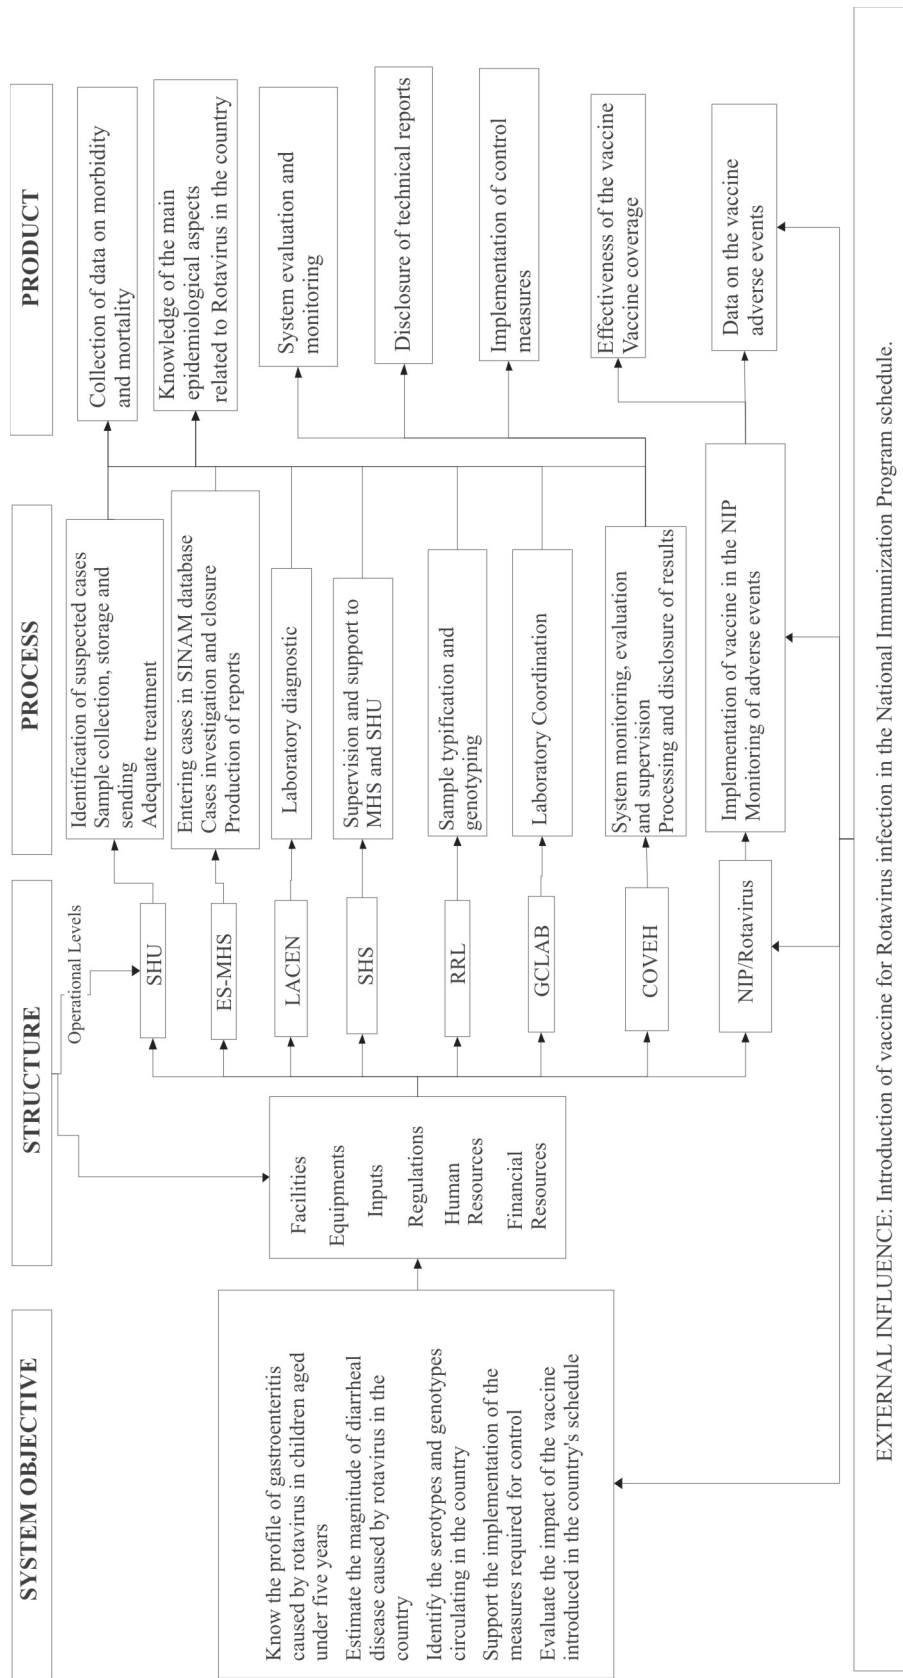 SYSTEM OBJECTIVE
Know the profile of gastroenteritis
caused by rotavirus in children aged
under five years
Estimate the magnitude of diarrheal
disease caused by rotavirus in the
country
Identify the serotypes and genotypes
circulating in the country
Support the implementation of the
measures required for control
Evaluate the impact of the vaccine
introduced in the country's schedule
STRUCTURE
Operational Levels
Facilities
Equipments
Inputs
Regulations
Human
Resources
Financial
Resources
SHU
ES-MHS
LACEN
SHS
RRL
GCLAB
COVEH
NIP/Rotavirus
PROCESS
Identification of suspected cases
Sample collection, storage and
sending
Adequate treatment
Entering cases in SINAM database
Cases investigation and closure
Production of reports
Laboratory diagnostic
Supervision and support to
MHS and SHU
Sample typification and
genotyping
Laboratory Coordination
System monitoring, evaluation
and supervision
Processing and disclosure of results
Implementation of vaccine in the NIP
Monitoring of adverse events
PRODUCT
Collection of data on morbidity
and mortality
Knowledge of the main
epidemiological aspects
related to Rotavirus in the country
System evaluation and
monitoring
Disclosure of technical reports
Implementation of control
measures
Effectiveness of the vaccine
Vaccine coverage
Data on the vaccine
adverse events
EXTERNAL INFLUENCE: Introduction of vaccine for Rotavirus infection in the National Immunization Program schedule.